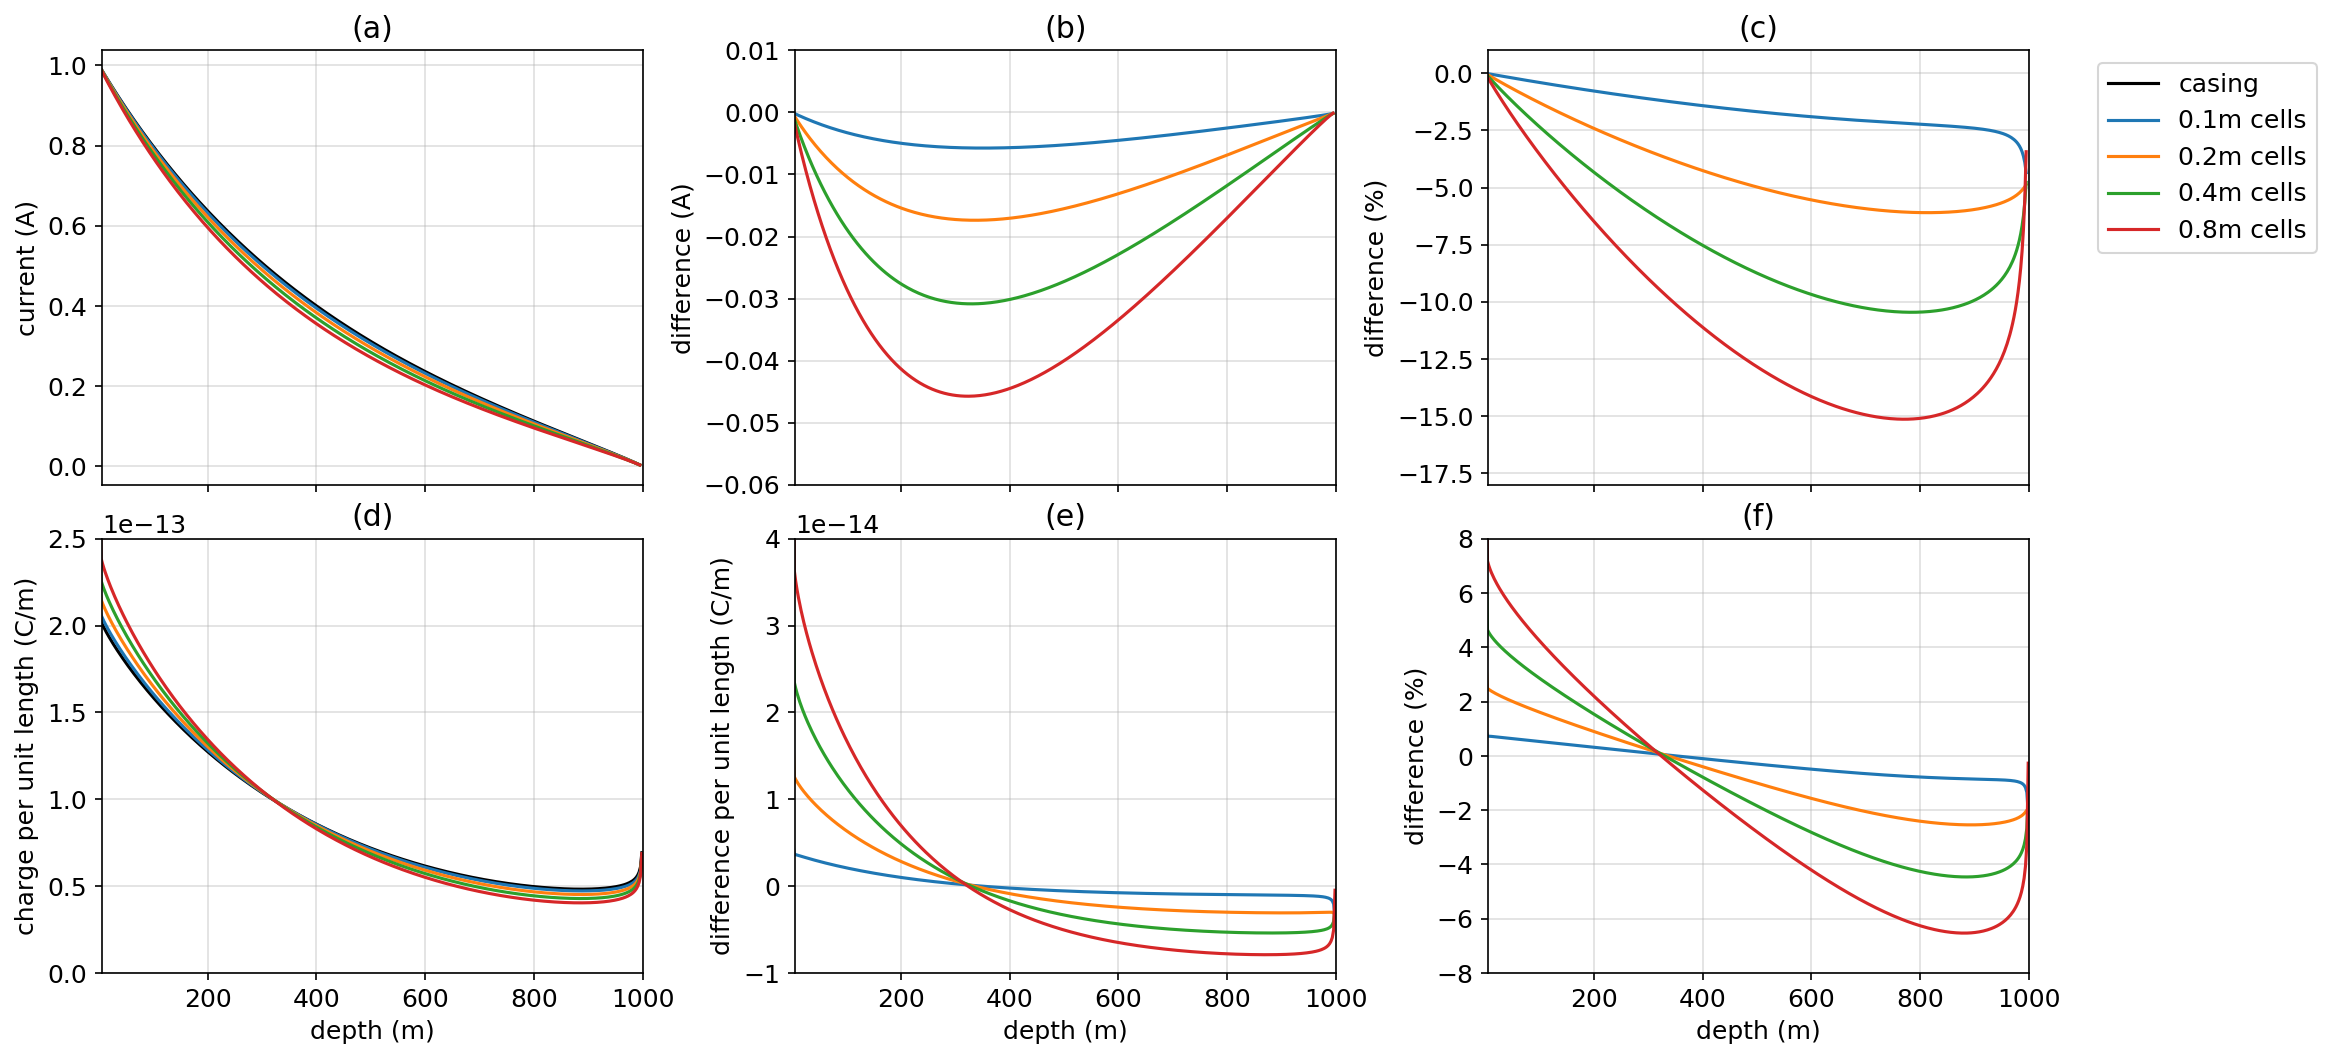 (a)
1.0
0.8
0.6
0.4
0.2
0.0
current (A)
(b)
0.01
0.00
−0.01
−0.02
−0.03
−0.04
−0.05
−0.06
difference (A)
(c)
0.0
−2.5
−5.0
−7.5
−10.0
−12.5
−15.0
−17.5
difference (%)
casing
0.1m cells
0.2m cells
0.4m cells
0.8m cells
(d)
1e−13
2.5
2.0
1.5
1.0
0.5
0.0
charge per unit length (C/m)
200 400 600 800 1000
depth (m)
(e)
1e−14
4
3
2
1
0
−1
difference per unit length (C/m)
200 400 600 800 1000
depth (m)
(f)
8
6
4
2
0
−2
−4
−6
−8
difference (%)
200 400 600 800 1000
depth (m)